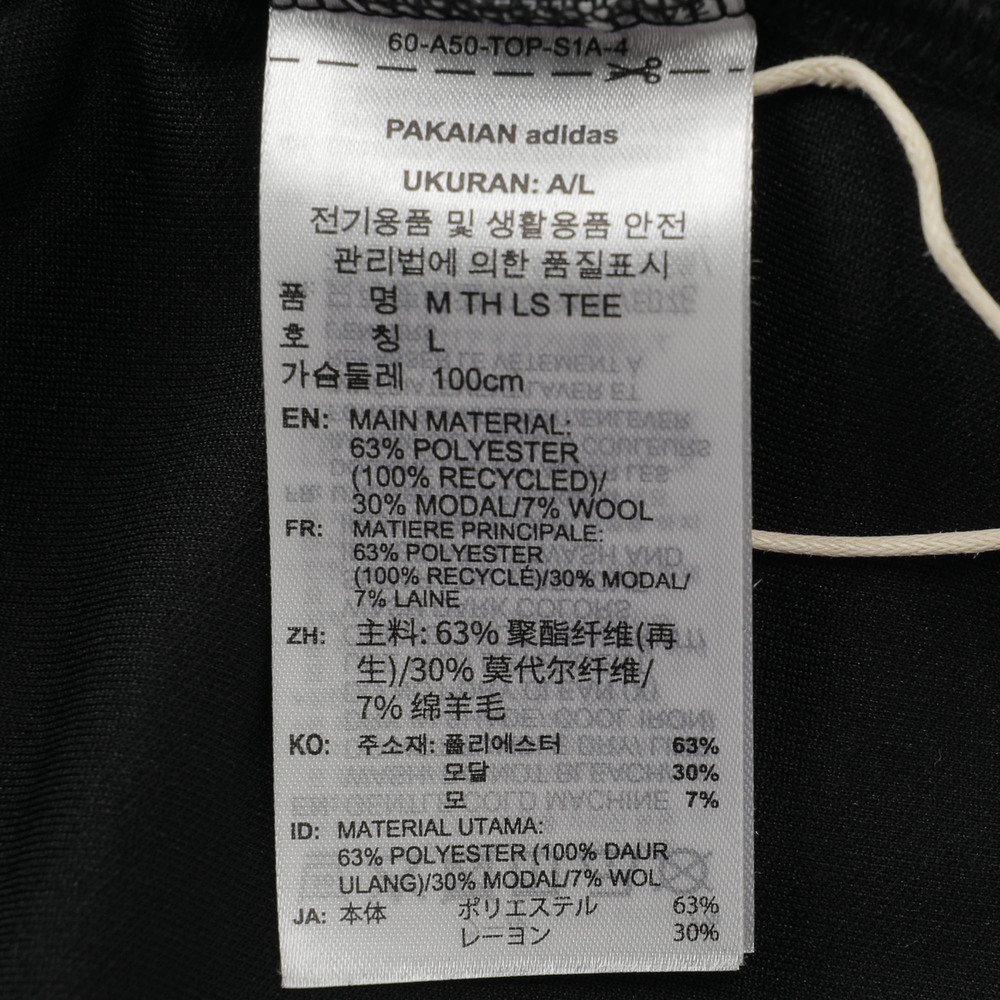 60-A50-TOP-S1A-4
PAKAIAN adidas
UKURAN: A/L
전기용품 및 생활용품 안전
관리법에 의한 품질표시
품 명 M TH LS TEE
호 칭 L
가슴둘레 100cm
EN: MAIN MATERIAL:
63% POLYESTER
(100% RECYCLED)/
30% MODAL/7% WOOL
FR: MATIERE PRINCIPALE:
63% POLYESTER
(100% RECYCLÉ)/30% MODAL/
7% LAINE
ZH: 主料: 63% 聚酯纤维(再
生)/30% 莫代尔纤维/
7% 绵羊毛
KO: 주소재: 폴리에스터 63%
모달 30%
모 7%
ID: MATERIAL UTAMA:
63% POLYESTER (100% DAUR
ULANG)/30% MODAL/7% WOL
JA: 本体 ポリエステル 63%
レーヨン 30%